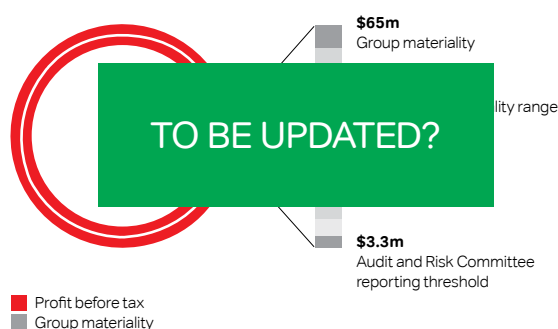 $65m
Group materiality
lity range
TO BE UPDATED?
$3.3m
Audit and Risk Committee
reporting threshold
Profit before tax
Group materiality